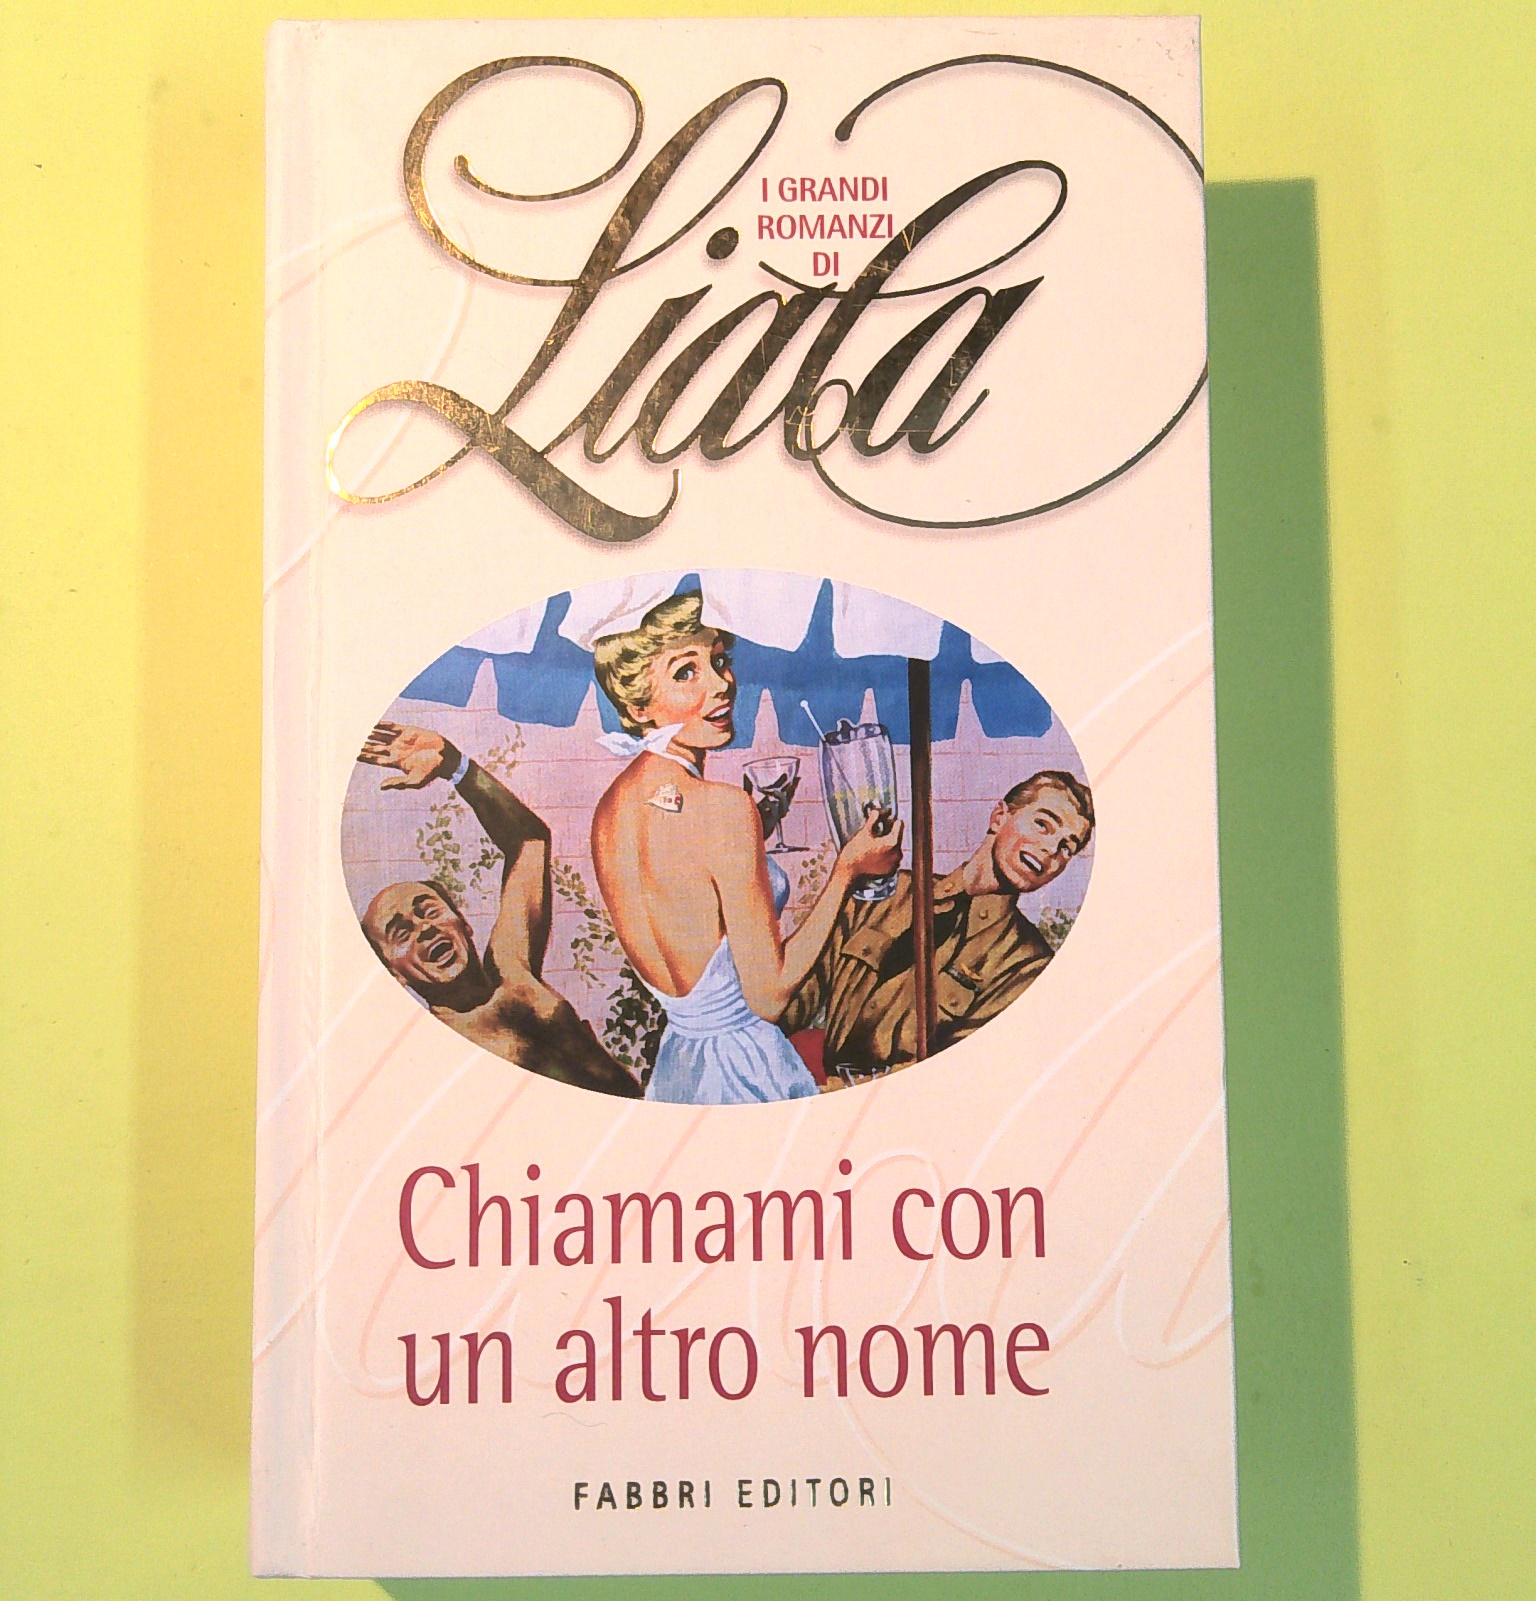 I GRANDI
ROMANZI
DI
Liala
Chiamami con
un altro nome
FABBRI EDITORI